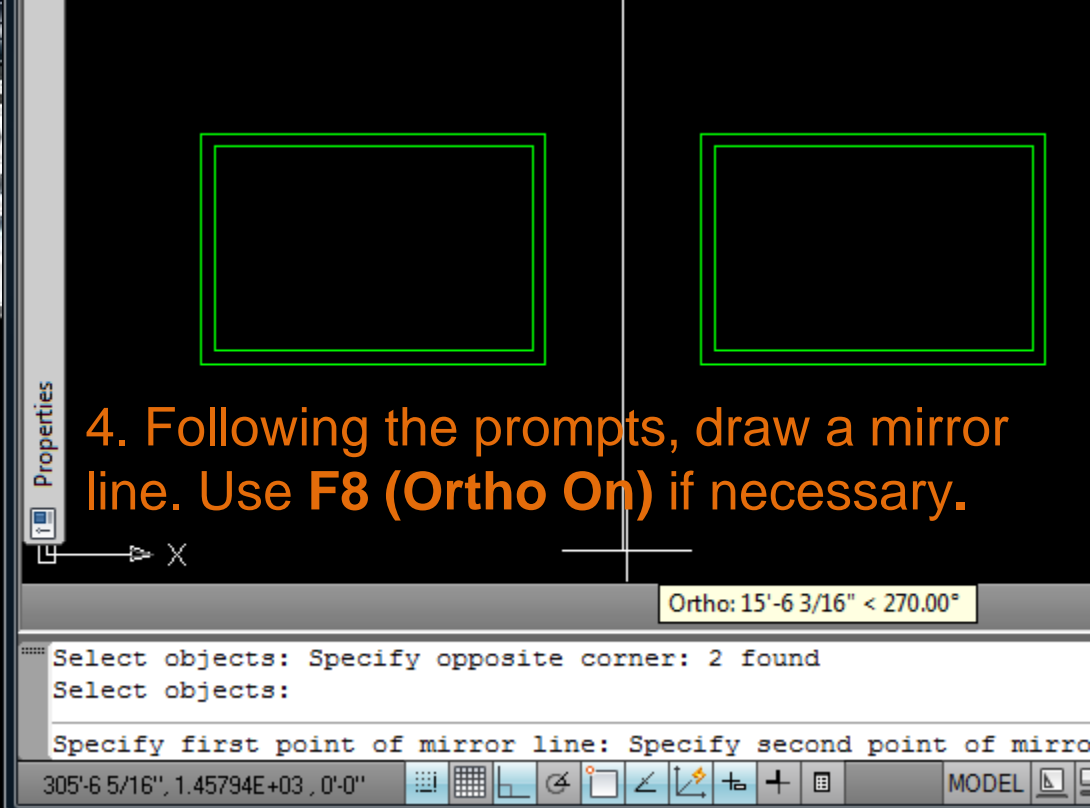 Properties
4. Following the prompts, draw a mirror
line. Use F8 (Ortho On) if necessary.
X
Ortho: 15'-6 3/16" < 270.00°
Select objects: Specify opposite corner: 2 found
Select objects:
Specify first point of mirror line: Specify second point of mirro
305'-6 5/16", 1.45794E+03 , 0'-0"
MODEL